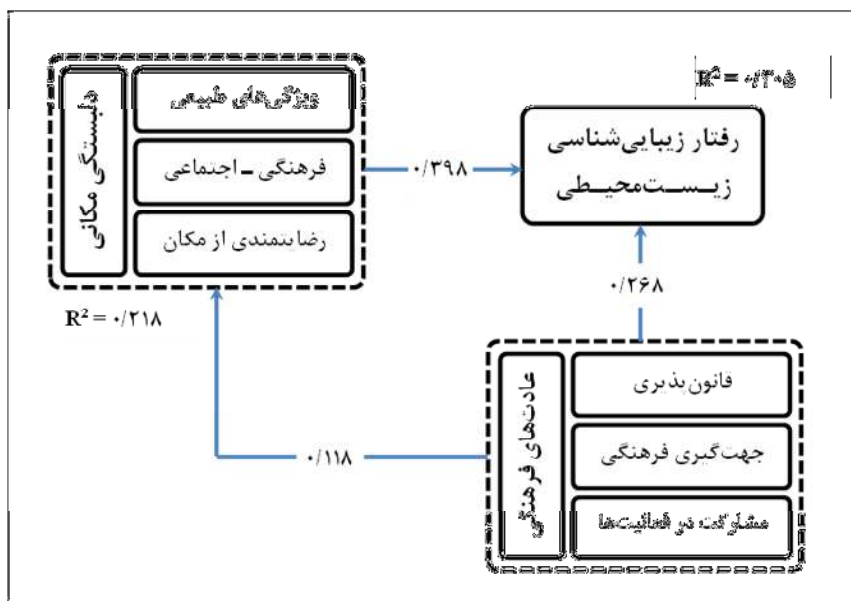 R² = ۰/۳۰۵
رفتار زیبایی‌شناسی
زیست‌محیطی
دلبستگی مکانی
ویژگی‌های طبیعی
فرهنگی ـ اجتماعی
رضایتمندی از مکان
۰/۳۹۸
R² = ۰/۲۱۸
۰/۲۶۸
۰/۱۱۸
عادت‌های فرهنگی
قانون‌پذیری
جهت‌گیری فرهنگی
مشارکت در فعالیت‌ها